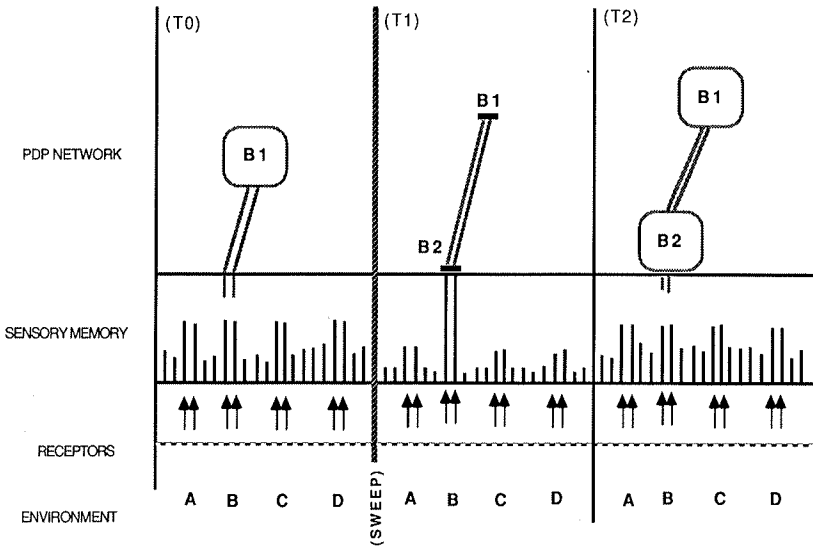 (T0)
(T1)
(T2)
B1
B1
B1
PDP NETWORK
B2
B2
SENSORY MEMORY
RECEPTORS
A B C D
A B C D
A B C D
ENVIRONMENT
(SWEEP)